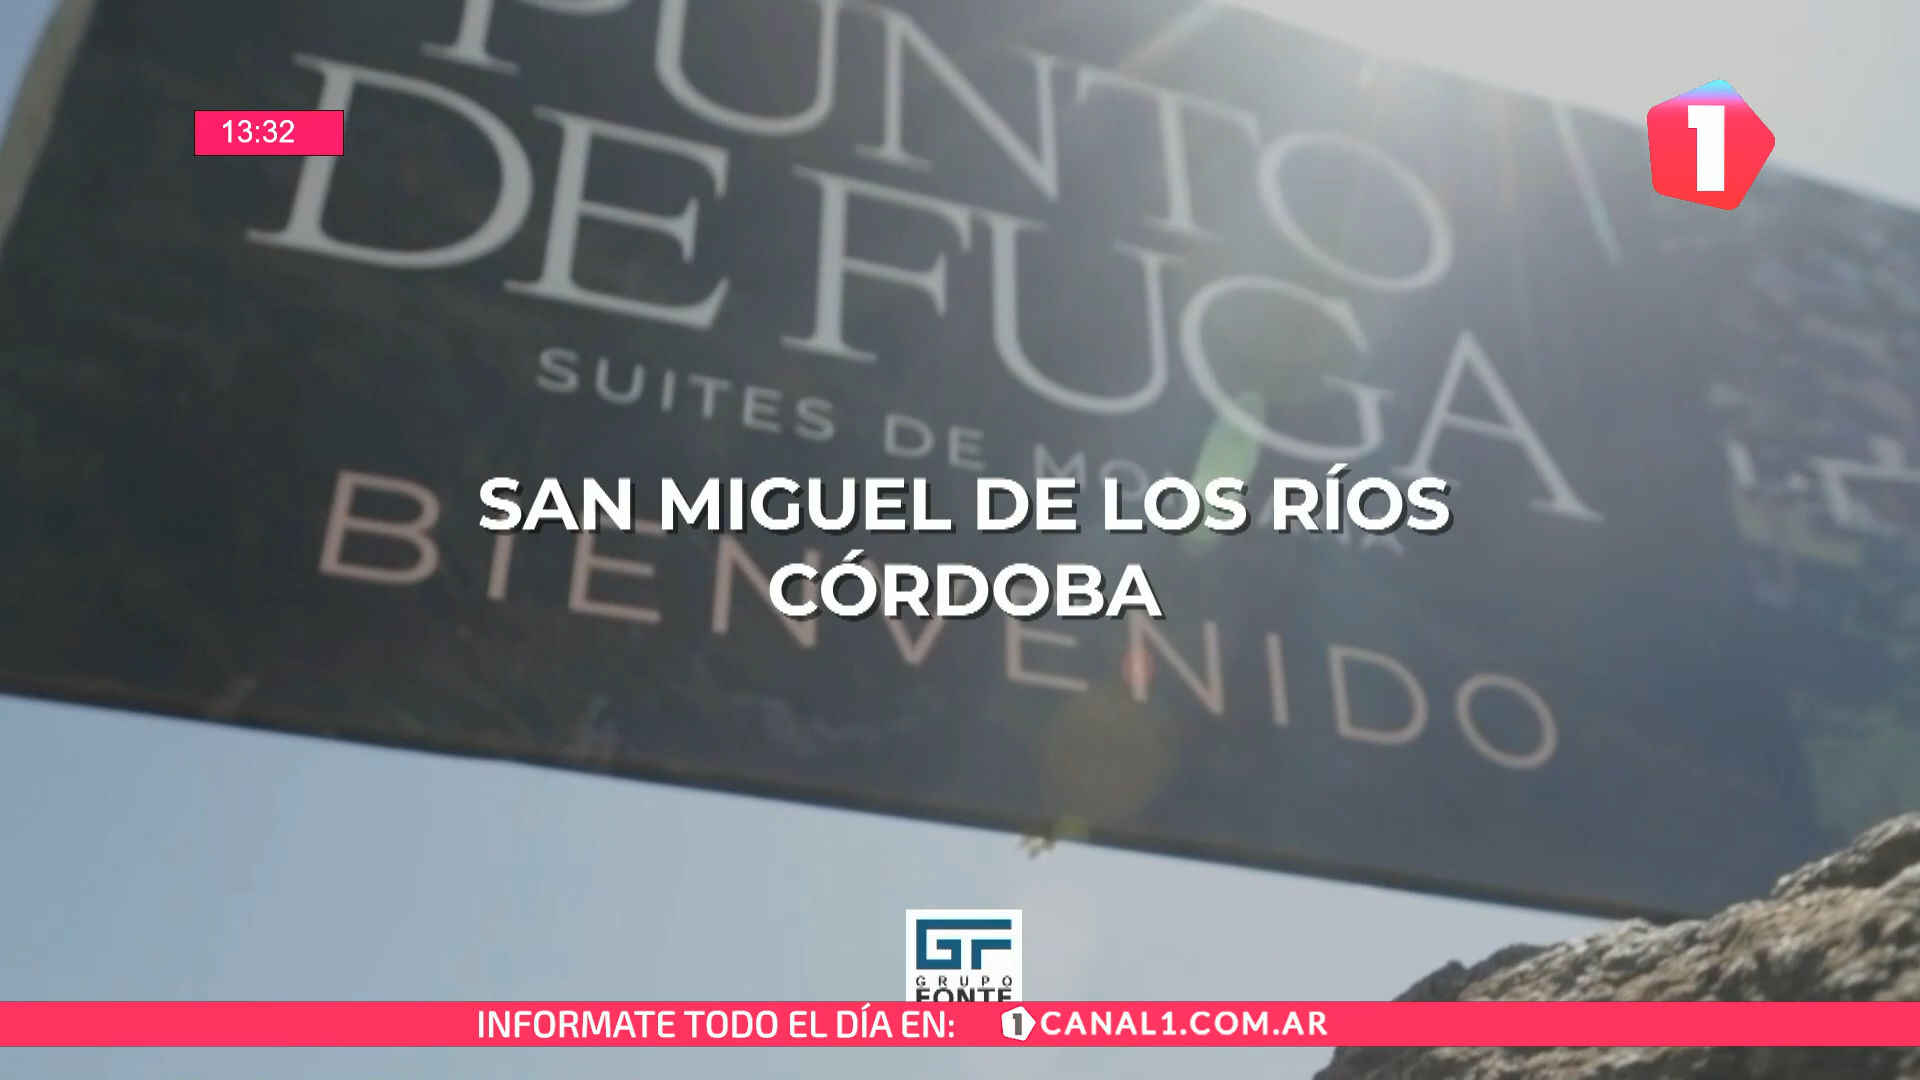 PUNTO
DE FUGA
SUITES DE
BIENVENIDO
13:32
1
SAN MIGUEL DE LOS RÍOS
CÓRDOBA
GF
GRUPO
FONTE
INFORMATE TODO EL DÍA EN: 1 CANAL1.COM.AR